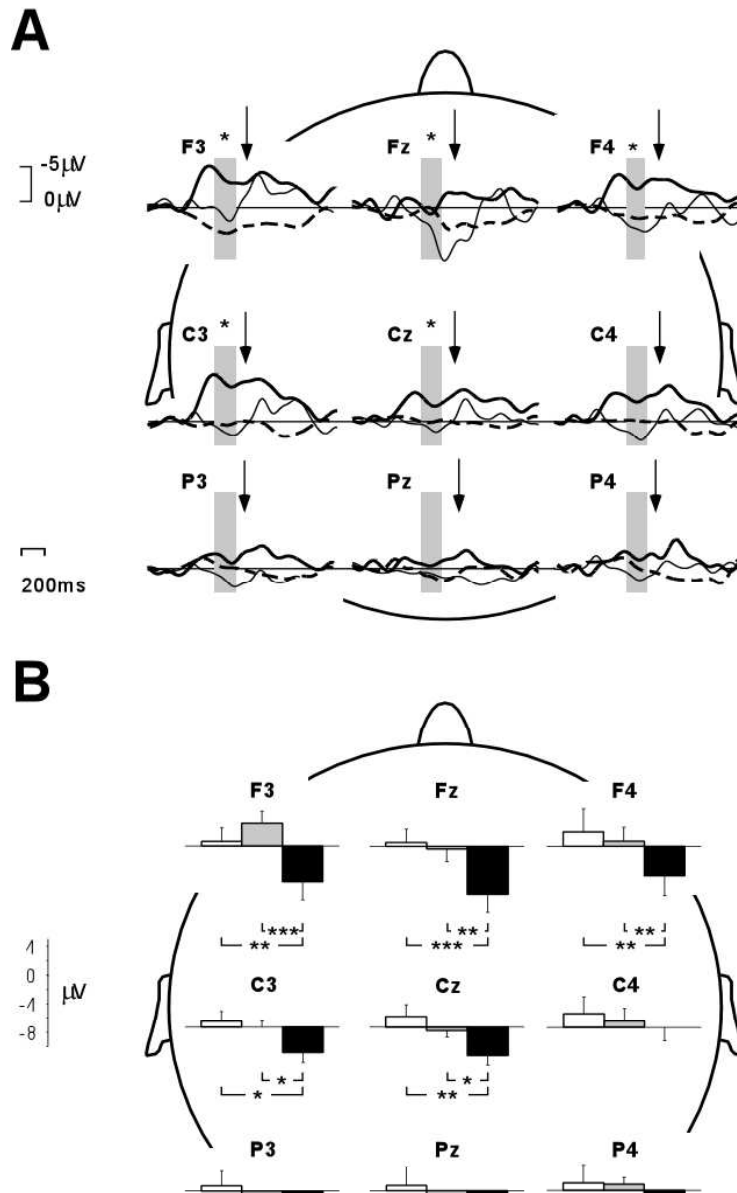 A
* * *
F3 Fz F4
-5µV
0µV
* *
C3 Cz C4
P3 Pz P4
200ms
B
F3 Fz F4
*** ** **
** *** **
4
0
-4
-8
µV
C3 Cz C4
* *
* **
P3 Pz P4